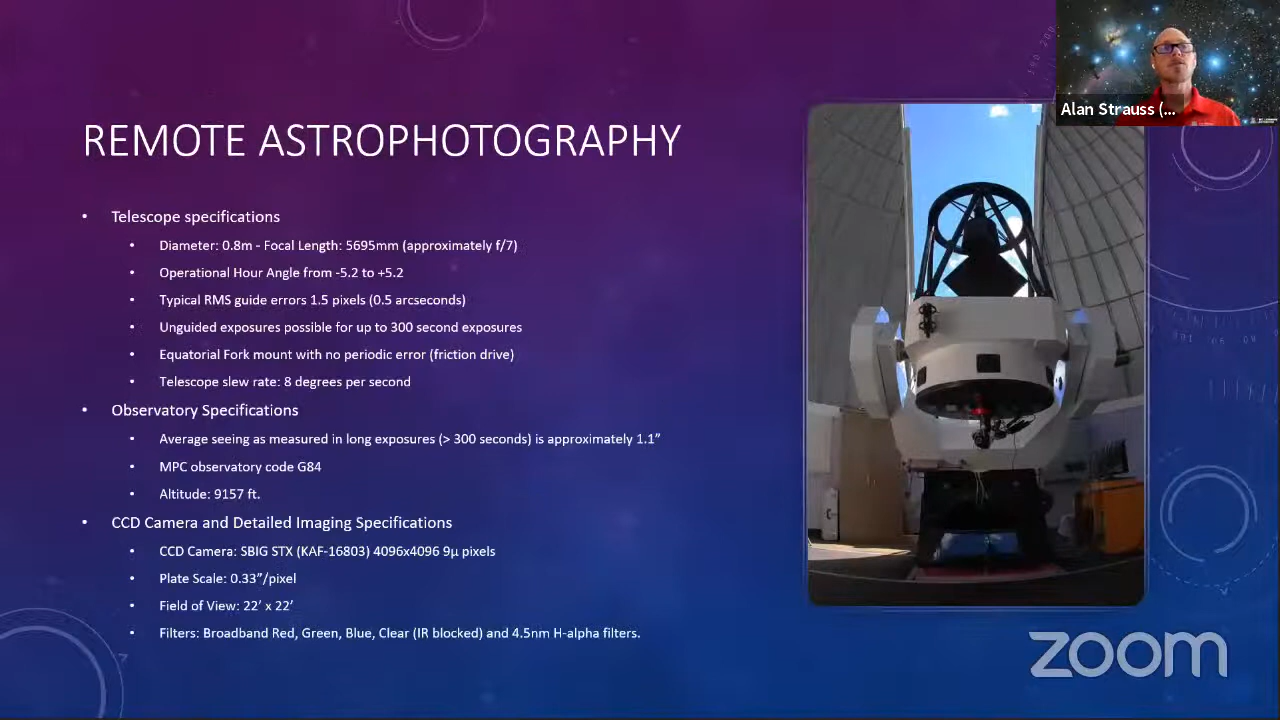 Alan Strauss (...
REMOTE ASTROPHOTOGRAPHY
• Telescope specifications
• Diameter: 0.8m - Focal Length: 5695mm (approximately f/7)
• Operational Hour Angle from -5.2 to +5.2
• Typical RMS guide errors 1.5 pixels (0.5 arcseconds)
• Unguided exposures possible for up to 300 second exposures
• Equatorial Fork mount with no periodic error (friction drive)
• Telescope slew rate: 8 degrees per second
• Observatory Specifications
• Average seeing as measured in long exposures (> 300 seconds) is approximately 1.1”
• MPC observatory code G84
• Altitude: 9157 ft.
• CCD Camera and Detailed Imaging Specifications
• CCD Camera: SBIG STX (KAF-16803) 4096x4096 9µ pixels
• Plate Scale: 0.33”/pixel
• Field of View: 22’ x 22’
• Filters: Broadband Red, Green, Blue, Clear (IR blocked) and 4.5nm H-alpha filters.
zoom